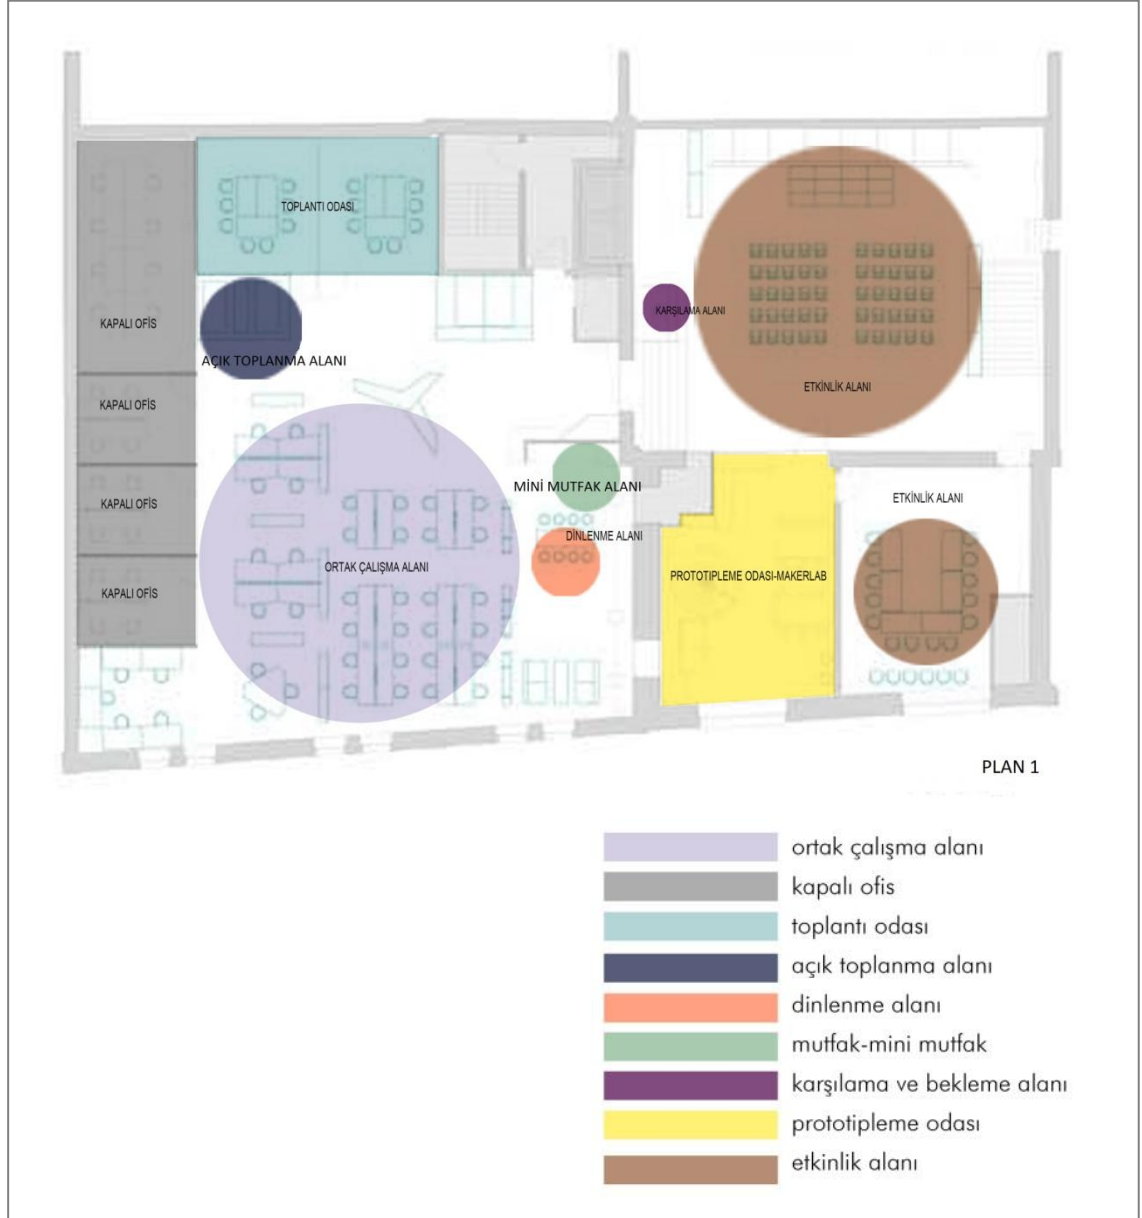 TOPLANTI ODASI
KAPALI OFİS
KARŞILAMA ALANI
AÇIK TOPLANMA ALANI
ETKİNLİK ALANI
KAPALI OFİS
MİNİ MUTFAK ALANI
ETKİNLİK ALANI
KAPALI OFİS
DİNLENME ALANI
ORTAK ÇALIŞMA ALANI
PROTOTIPLEME ODASI-MAKERLAB
KAPALI OFİS
PLAN 1
ortak çalışma alanı
kapalı ofis
toplantı odası
açık toplanma alanı
dinlenme alanı
mutfak-mini mutfak
karşılama ve bekleme alanı
prototipleme odası
etkinlik alanı